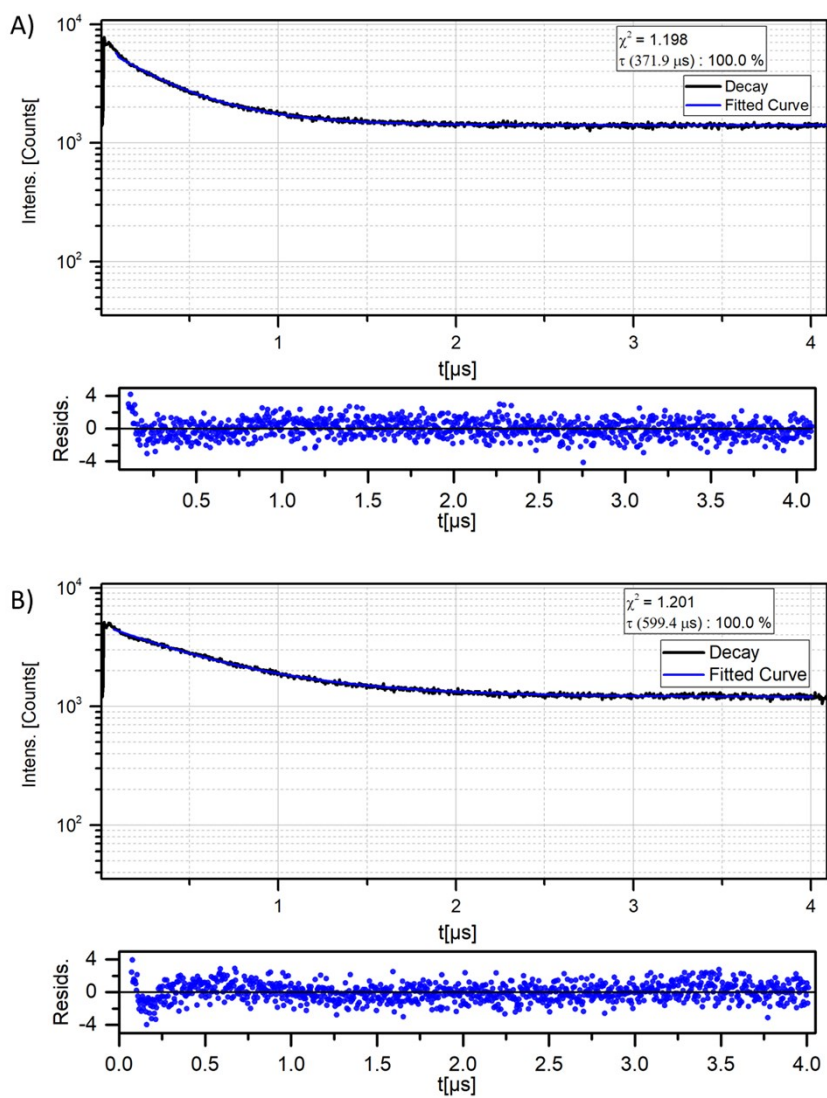 A)
10⁴
10³
10²
Intens. [Counts[
χ² = 1.198
τ (371.9 μs) : 100.0 %
Decay
Fitted Curve
1 2 3 4
t[μs]
4
0
−4
Resids.
0.5 1.0 1.5 2.0 2.5 3.0 3.5 4.0
t[μs]
B)
10⁴
10³
10²
Intens. [Counts[
χ² = 1.201
τ (599.4 μs) : 100.0 %
Decay
Fitted Curve
1 2 3 4
t[μs]
4
0
−4
Resids.
0.0 0.5 1.0 1.5 2.0 2.5 3.0 3.5 4.0
t[μs]